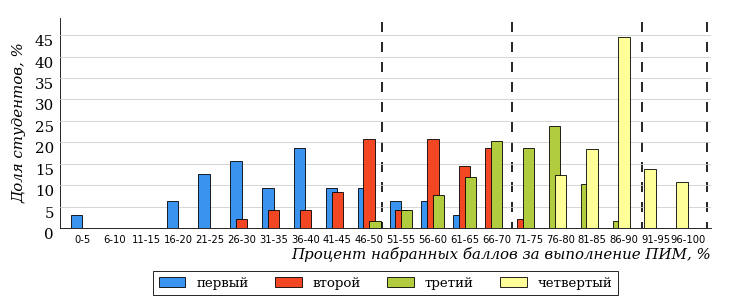 Доля студентов, %
45
40
35
30
25
20
15
10
5
0
0-5 6-10 11-15 16-20 21-25 26-30 31-35 36-40 41-45 46-50 51-55 56-60 61-65 66-70 71-75 76-80 81-85 86-90 91-95 96-100
Процент набранных баллов за выполнение ПИМ, %
первый второй третий четвертый